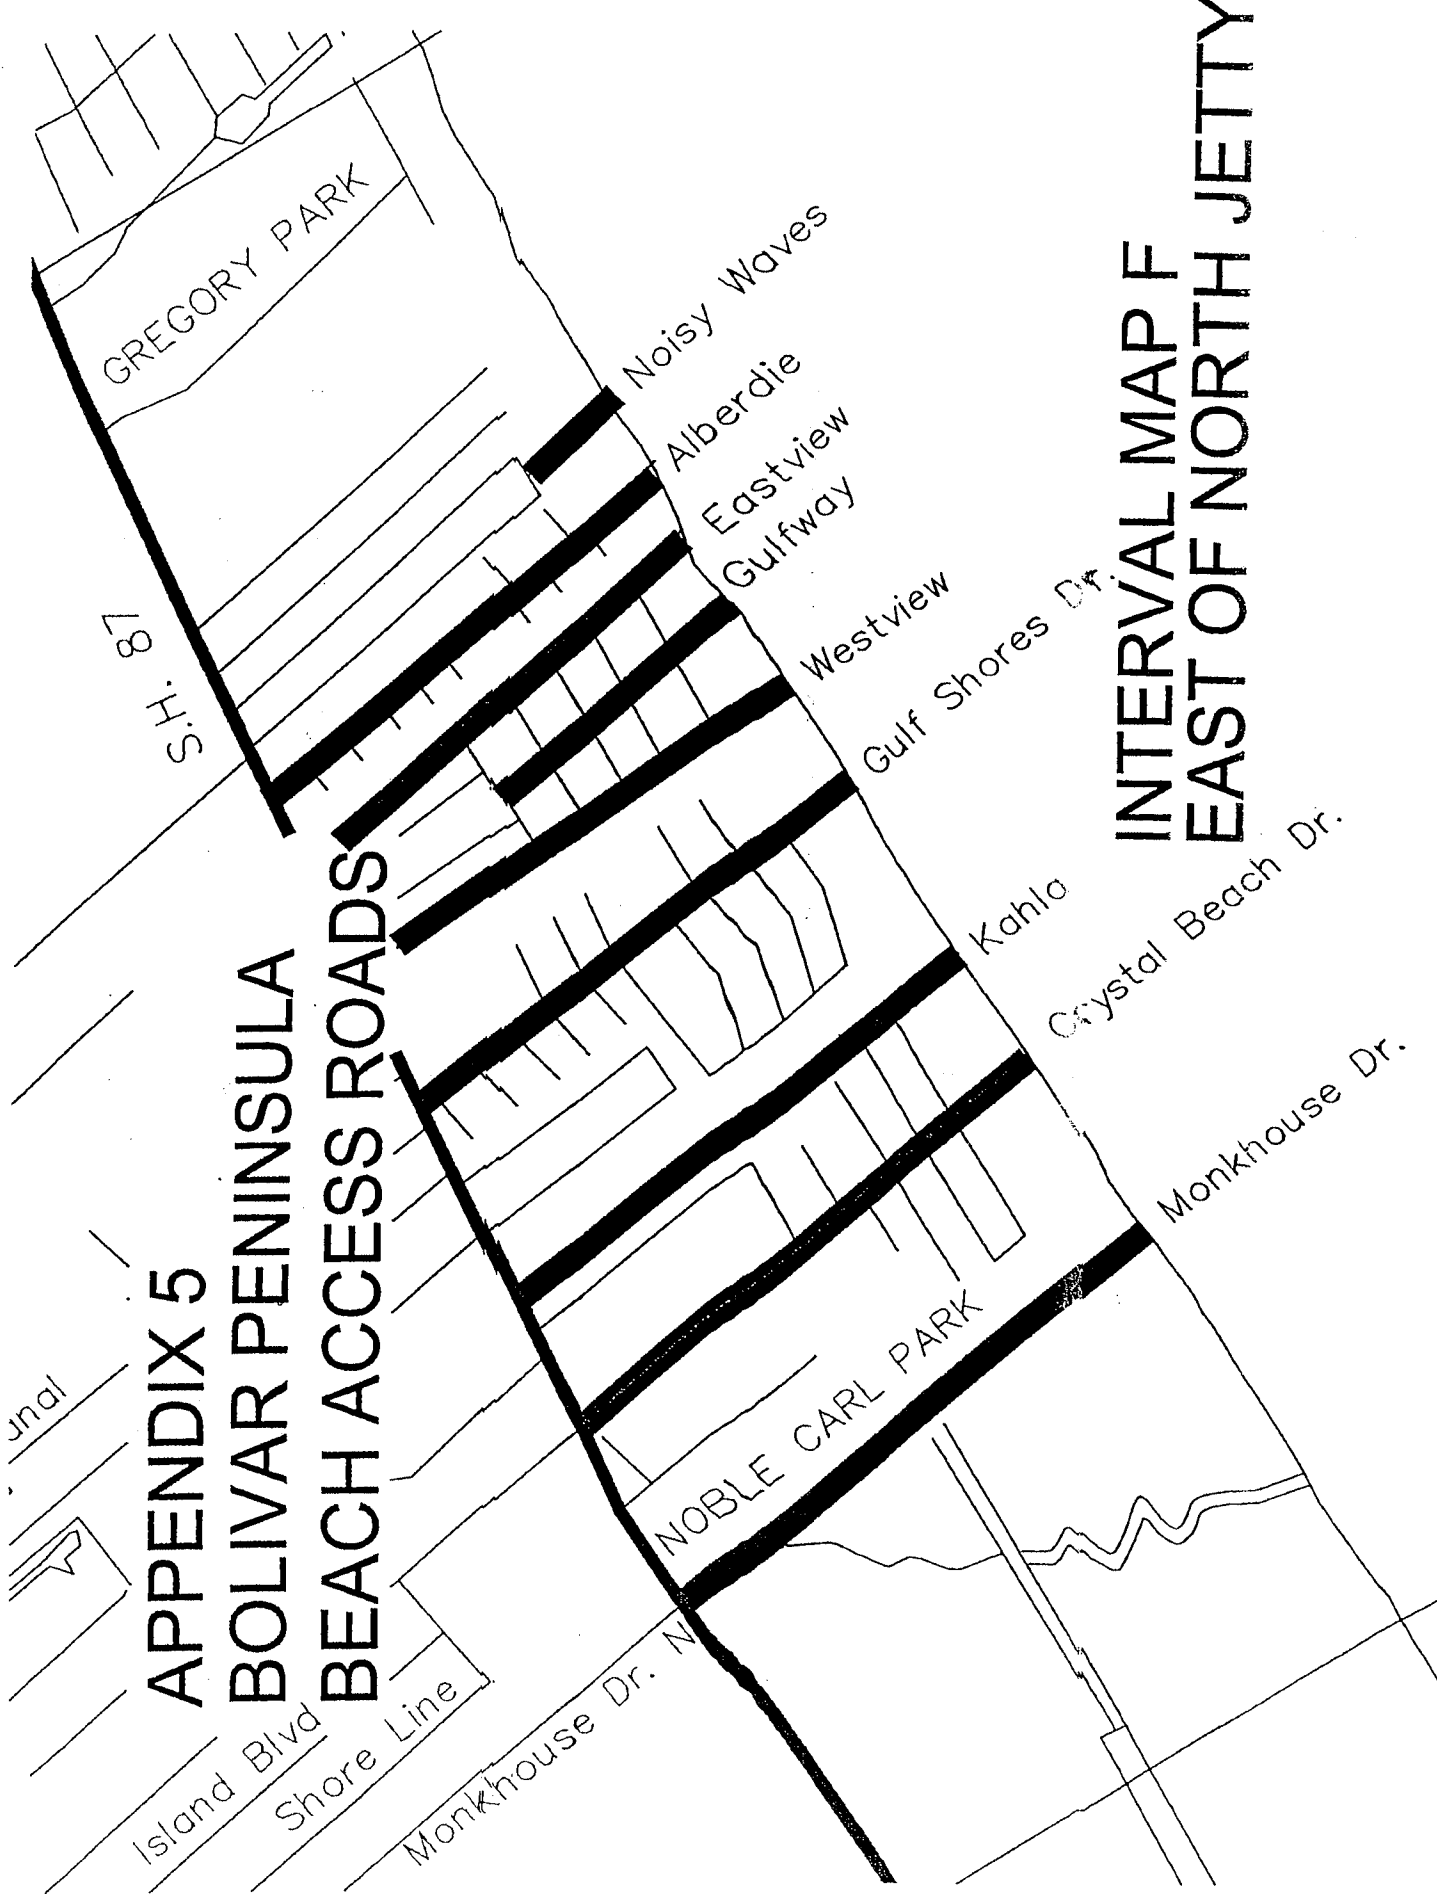 APPENDIX 5
BOLIVAR PENINSULA
BEACH ACCESS ROADS
INTERVAL MAP F
EAST OF NORTH JETTY
GREGORY PARK
S.H. 87
Noisy Waves
Alberdie
Eastview
Gulfway
Westview
Gulf Shores Dr.
Kahla
Crystal Beach Dr.
Monkhouse Dr.
NOBLE CARL PARK
Island Blvd
Shore Line
Monkhouse Dr. N